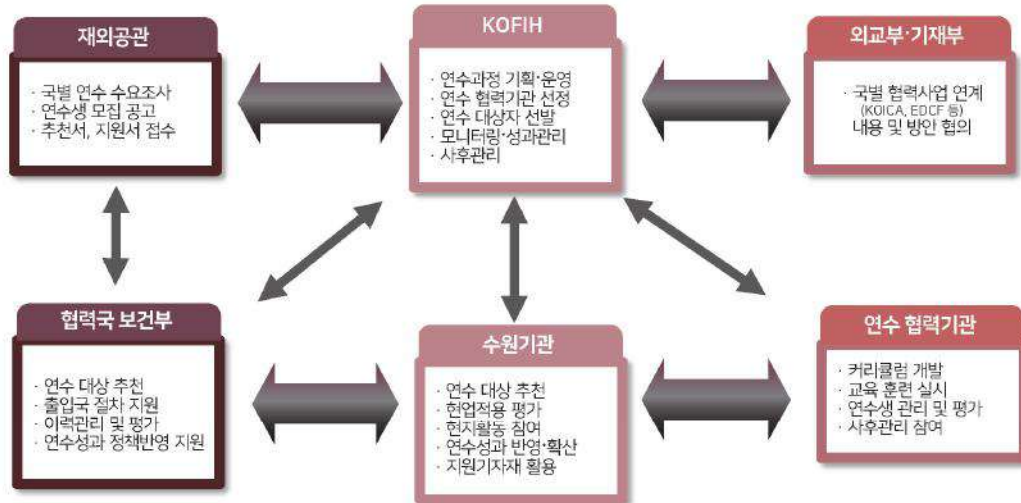 재외공관
· 국별 연수 수요조사
· 연수생 모집 공고
· 추천서, 지원서 접수
KOFIH
· 연수과정 기획·운영
· 연수 협력기관 선정
· 연수 대상자 선발
· 모니터링·성과관리
· 사후관리
외교부·기재부
· 국별 협력사업 연계
(KOICA, EDCF 등)
내용 및 방안 협의
협력국 보건부
· 연수 대상 추천
· 출입국 절차 지원
· 이력관리 및 평가
· 연수성과 정책반영 지원
수원기관
· 연수 대상 추천
· 현업적용 평가
· 현지활동 참여
· 연수성과 반영·확산
· 지원기자재 활용
연수 협력기관
· 커리큘럼 개발
· 교육 훈련 실시
· 연수생 관리 및 평가
· 사후관리 참여